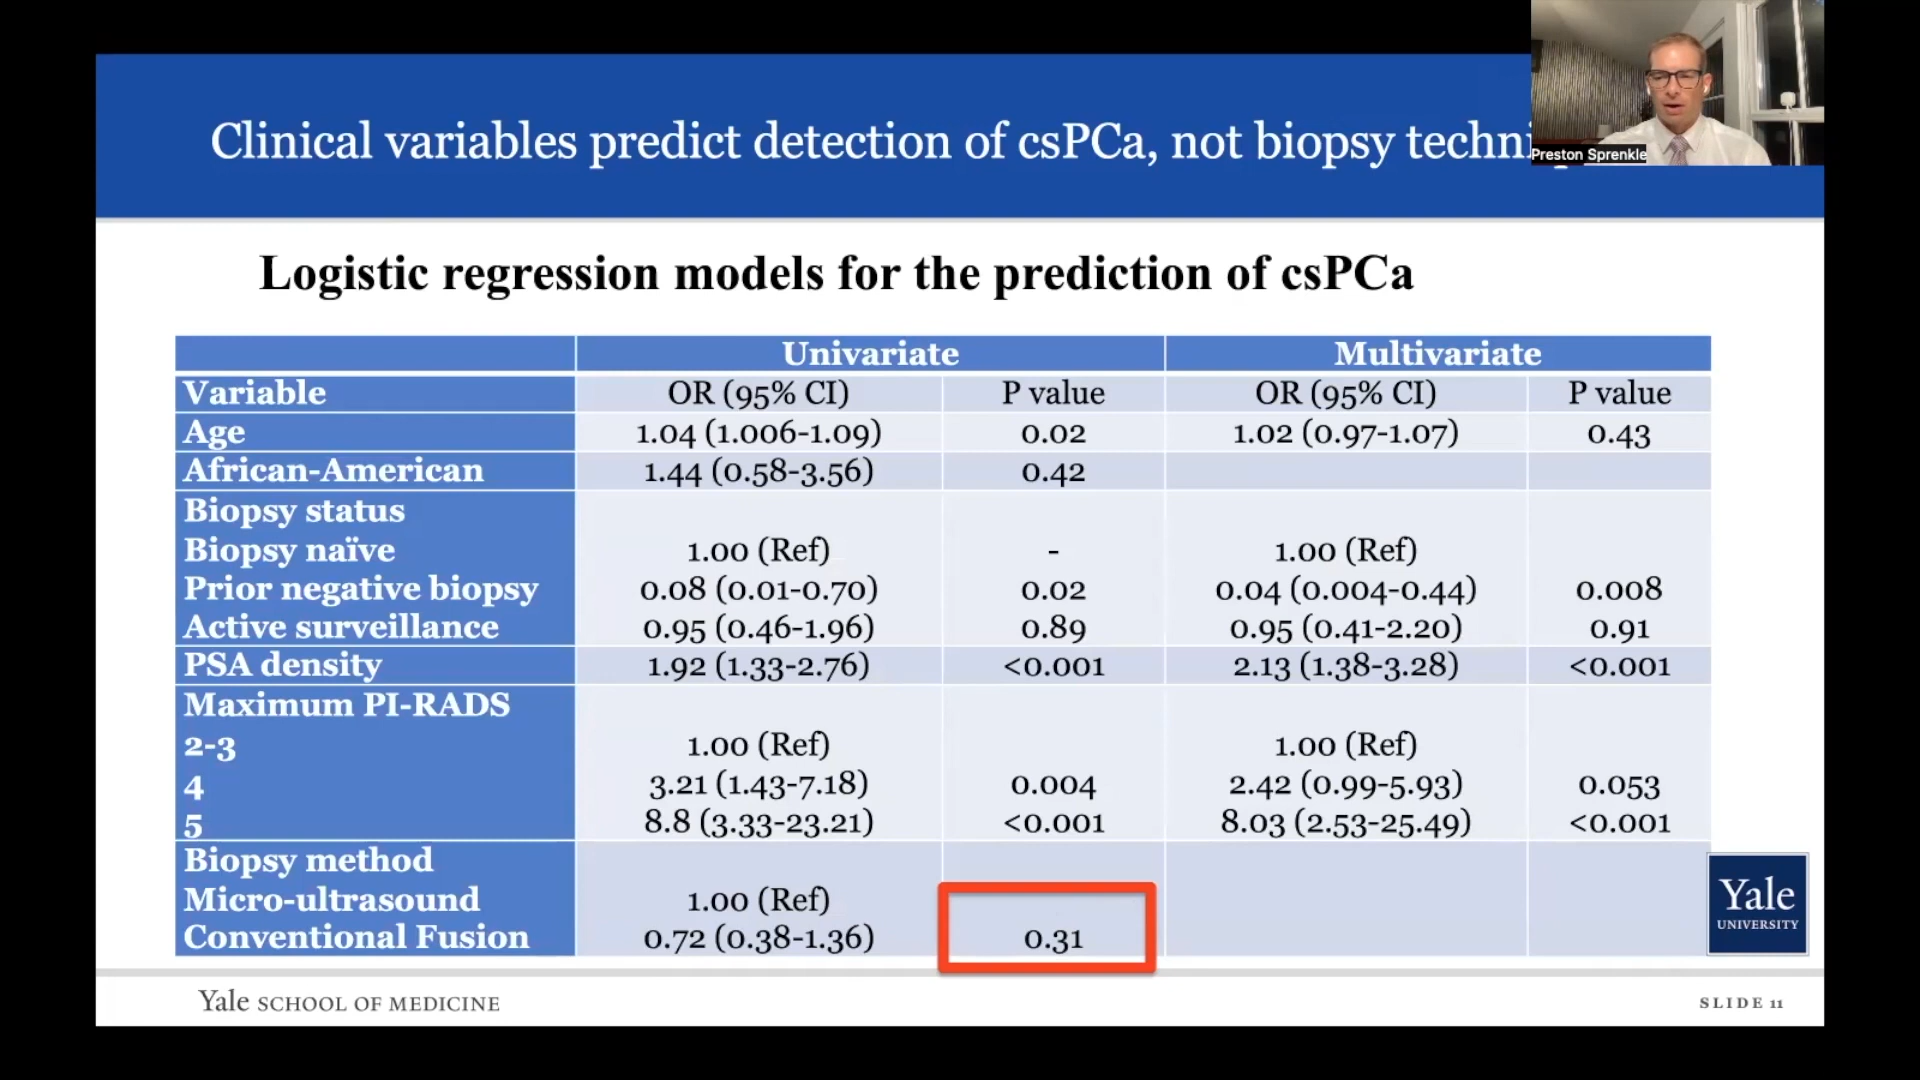 Clinical variables predict detection of csPCa, not biopsy
Preston Sprenkle
Logistic regression models for the prediction of csPCa
Univariate Multivariate
Variable OR (95% CI) P value OR (95% CI) P value
Age 1.04 (1.006-1.09) 0.02 1.02 (0.97-1.07) 0.43
African-American 1.44 (0.58-3.56) 0.42
Biopsy status
Biopsy naïve 1.00 (Ref) - 1.00 (Ref)
Prior negative biopsy 0.08 (0.01-0.70) 0.02 0.04 (0.004-0.44) 0.008
Active surveillance 0.95 (0.46-1.96) 0.89 0.95 (0.41-2.20) 0.91
PSA density 1.92 (1.33-2.76) <0.001 2.13 (1.38-3.28) <0.001
Maximum PI-RADS
2-3 1.00 (Ref) 1.00 (Ref)
4 3.21 (1.43-7.18) 0.004 2.42 (0.99-5.93) 0.053
5 8.8 (3.33-23.21) <0.001 8.03 (2.53-25.49) <0.001
Biopsy method
Micro-ultrasound 1.00 (Ref)
Conventional Fusion 0.72 (0.38-1.36) 0.31
Yale
UNIVERSITY
Yale SCHOOL OF MEDICINE
SLIDE 11